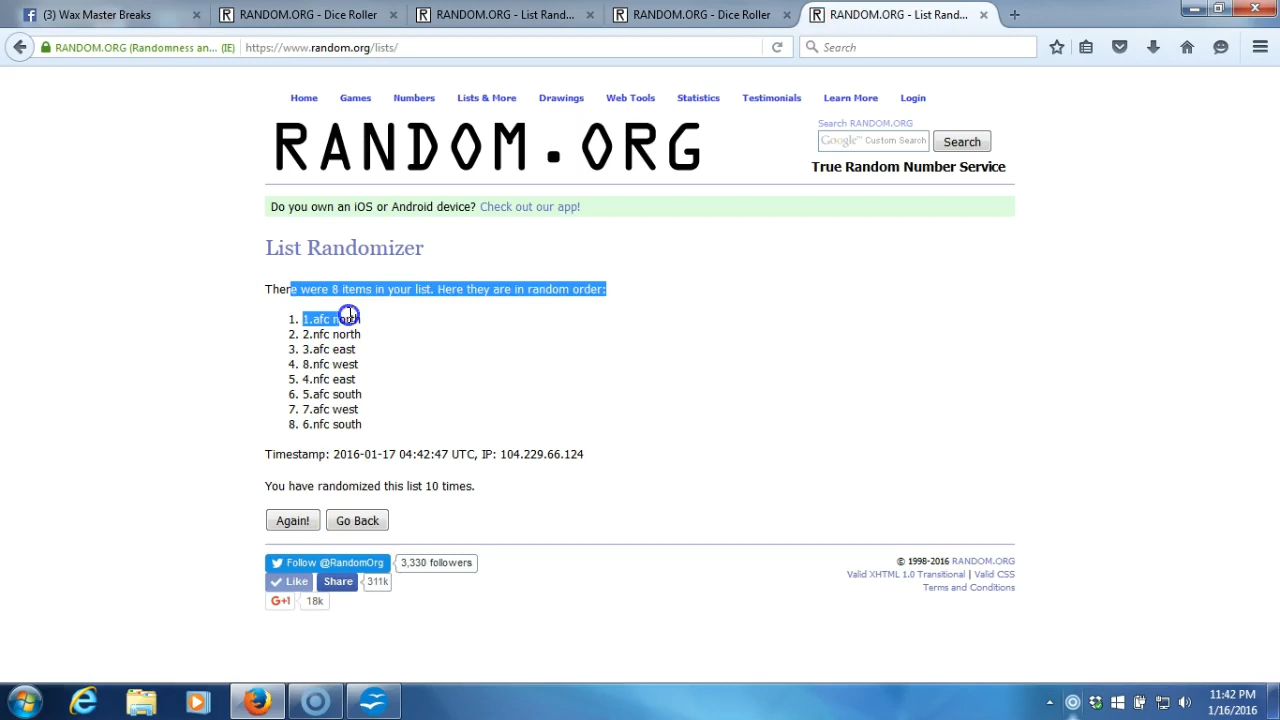 (3) Wax Master Breaks
RANDOM.ORG - Dice Roller
RANDOM.ORG - List Rand...
RANDOM.ORG - Dice Roller
RANDOM.ORG - List Rand...
RANDOM.ORG (Randomness an... (IE)
https://www.random.org/lists/
Search
Home Games Numbers Lists & More Drawings Web Tools Statistics Testimonials Learn More Login
RANDOM.ORG
Search RANDOM.ORG
Google™ Custom Search
Search
True Random Number Service
Do you own an iOS or Android device? Check out our app!
List Randomizer
There were 8 items in your list. Here they are in random order:
1. 1.afc north
2. 2.nfc north
3. 3.afc east
4. 8.nfc west
5. 4.nfc east
6. 5.afc south
7. 7.afc west
8. 6.nfc south
Timestamp: 2016-01-17 04:42:47 UTC, IP: 104.229.66.124
You have randomized this list 10 times.
Again! Go Back
Follow @RandomOrg 3,330 followers
Like Share 311k
G+1 18k
© 1998-2016 RANDOM.ORG
Valid XHTML 1.0 Transitional | Valid CSS
Terms and Conditions
11:42 PM
1/16/2016